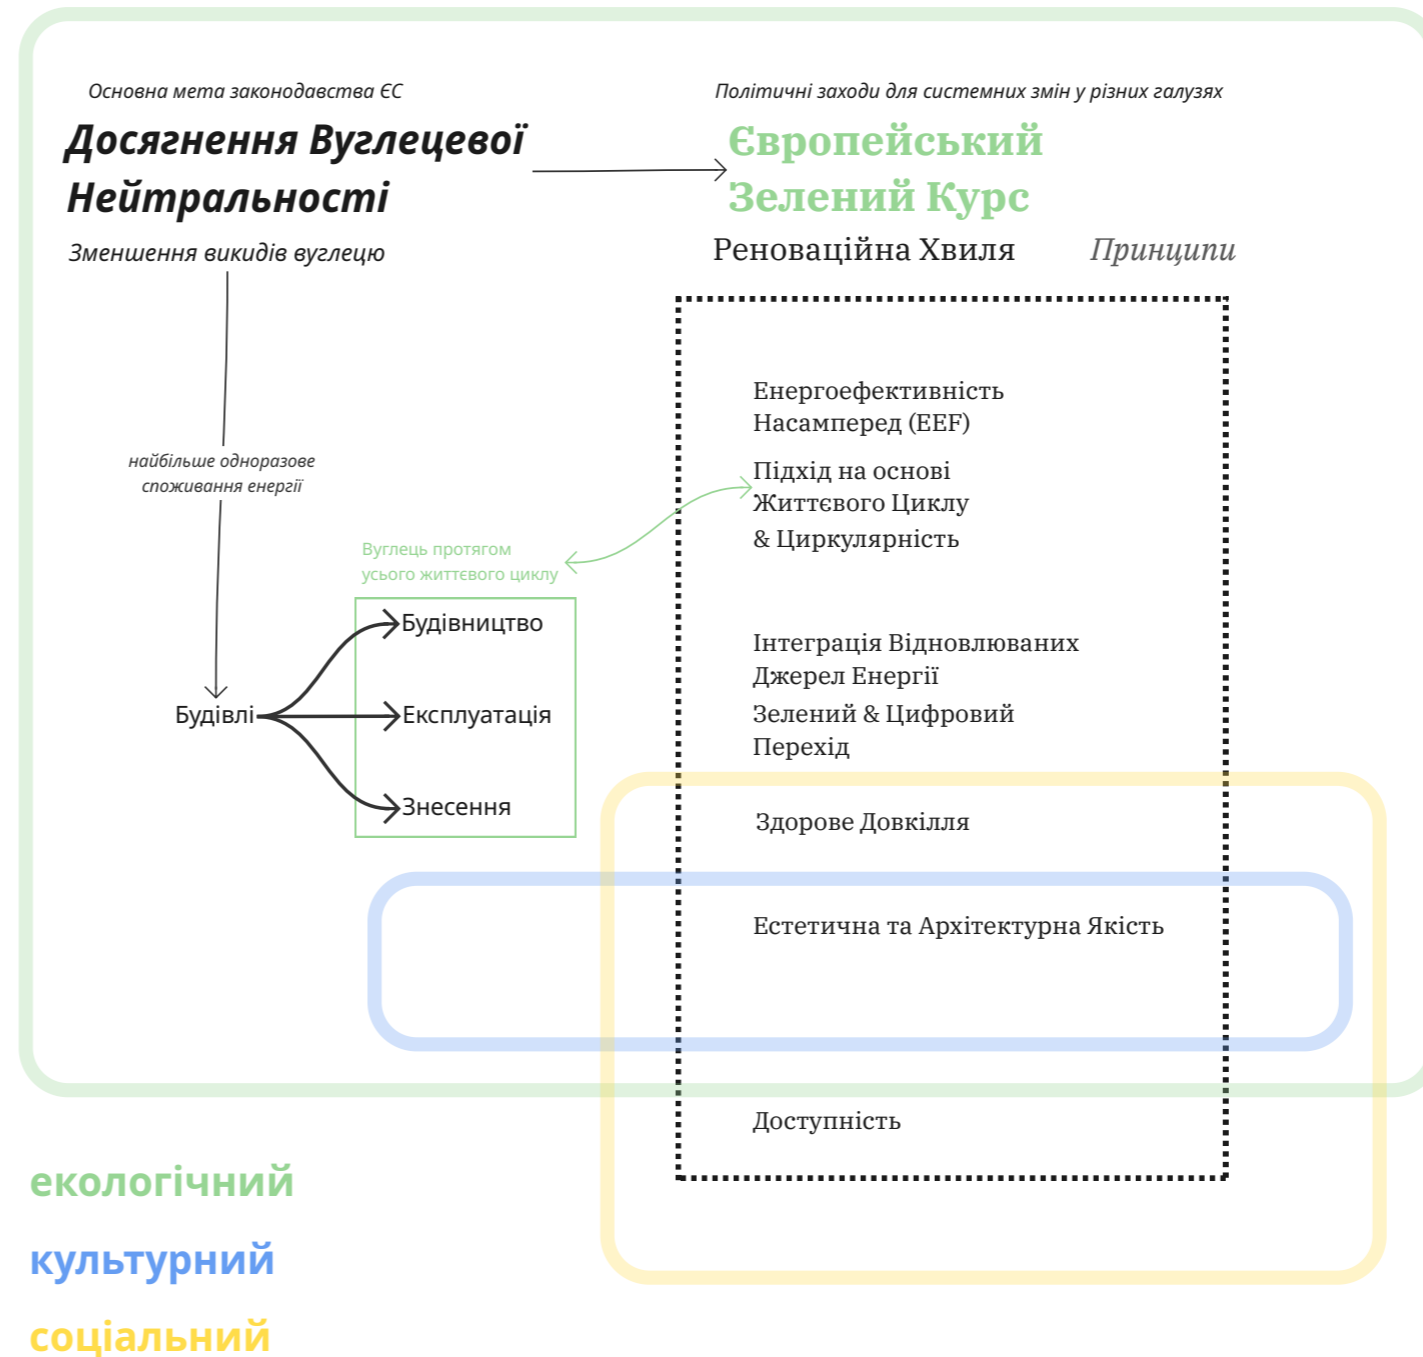 Основна мета законодавства ЄС
Досягнення Вуглецевої
Нейтральності
Зменшення викидів вуглецю
Політичні заходи для системних змін у різних галузях
Європейський
Зелений Курс
Реноваційна Хвиля
Принципи
найбільше одноразове
споживання енергії
Вуглець протягом
усього життєвого циклу
Будівлі
Будівництво
Експлуатація
Знесення
Енергоефективність
Насамперед (EEF)
Підхід на основі
Життєвого Циклу
& Циркулярність
Інтеграція Відновлюваних
Джерел Енергії
Зелений & Цифровий
Перехід
Здорове Довкілля
Естетична та Архітектурна Якість
Доступність
екологічний
культурний
соціальний